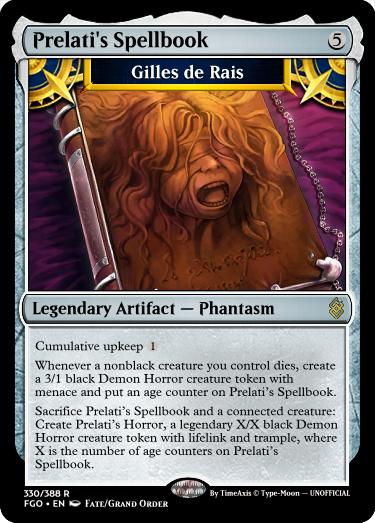 Prelati's Spellbook 5
Gilles de Rais
Legendary Artifact — Phantasm
Cumulative upkeep 1
Whenever a nonblack creature you control dies, create
a 3/1 black Demon Horror creature token with
menace and put an age counter on Prelati's Spellbook.
Sacrifice Prelati's Spellbook and a connected creature:
Create Prelati's Horror, a legendary X/X black Demon
Horror creature token with lifelink and trample, where
X is the number of age counters on Prelati's
Spellbook.
330/388 R
FGO • EN Fate/Grand Order
By TimeAxis © Type-Moon — UNOFFICIAL